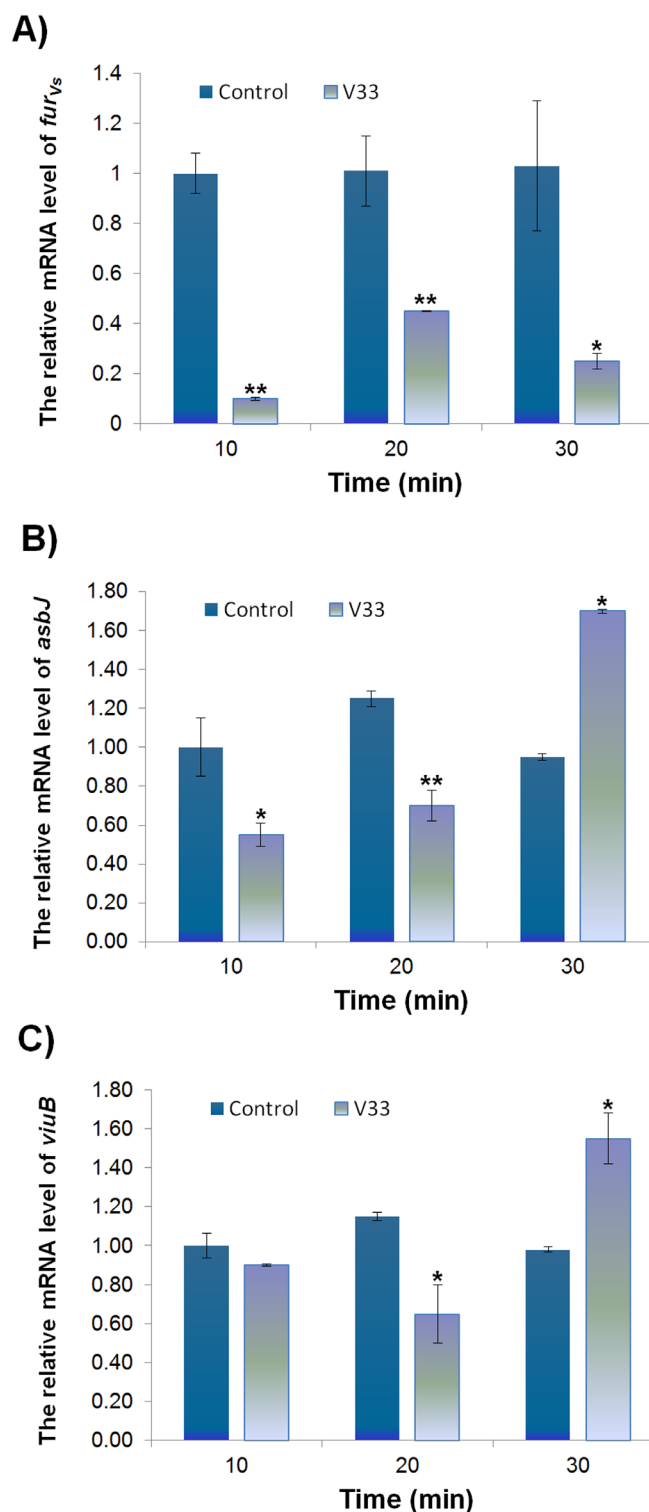 A)
The relative mRNA level of furVs
Control V33
1.4
1.2
1
0.8
0.6
0.4
0.2
0
**
**
*
10 20 30
Time (min)
B)
The relative mRNA level of asbJ
Control V33
1.80
1.60
1.40
1.20
1.00
0.80
0.60
0.40
0.20
0.00
*
**
*
10 20 30
Time (min)
C)
The relative mRNA level of viuB
Control V33
1.80
1.60
1.40
1.20
1.00
0.80
0.60
0.40
0.20
0.00
*
*
10 20 30
Time (min)